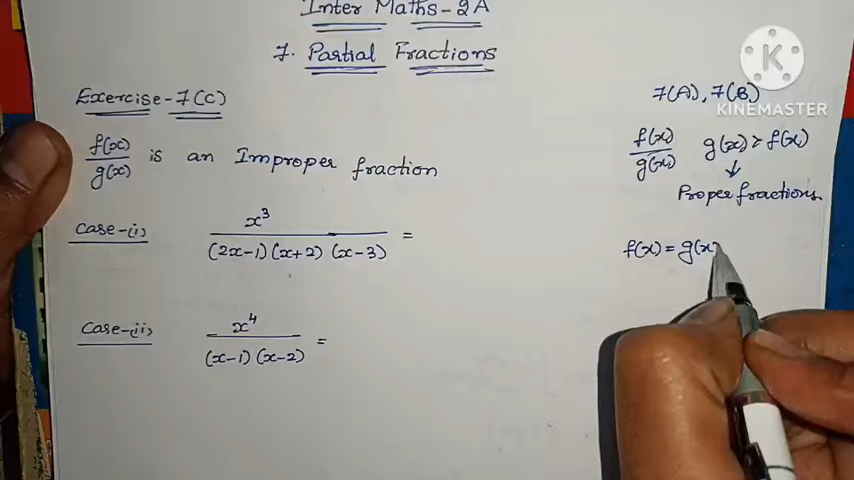 Inter Maths-2A
7. Partial Fractions
Exercise-7(C)
f(x)/g(x) is an Improper fraction
Case-(i) x³/(2x-1)(x+2)(x-3) =
Case-(ii) x⁴/(x-1)(x-2) =
7(A), 7(B)
f(x)/g(x) g(x) > f(x)
↓
Proper fractions.
f(x) = g(x
KINEMASTER